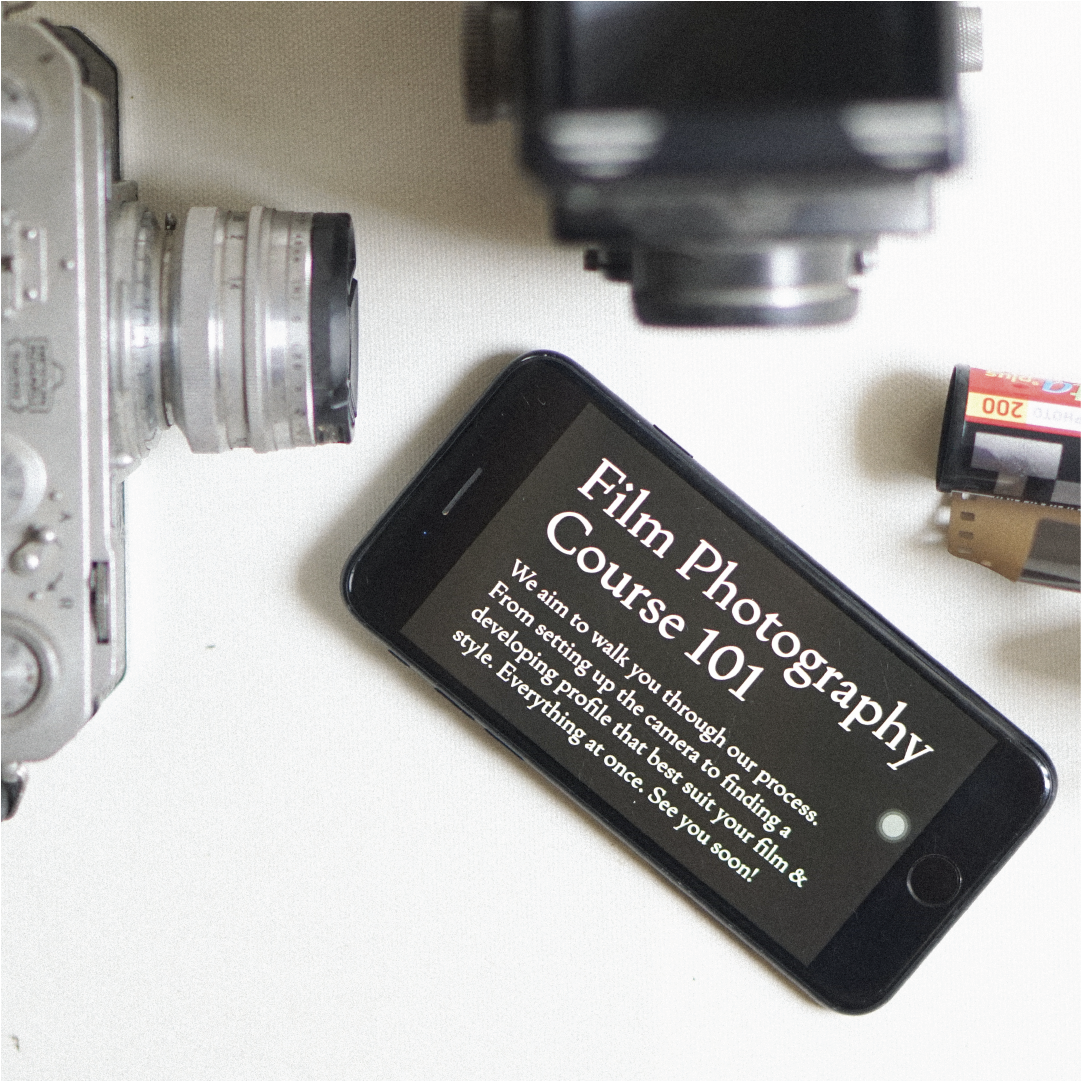 Film Photography
Course 101
We aim to walk you through our process.
From setting up the camera to finding a
developing profile that best suit your film &
style. Everything at once. See you soon!
200
PHOTO